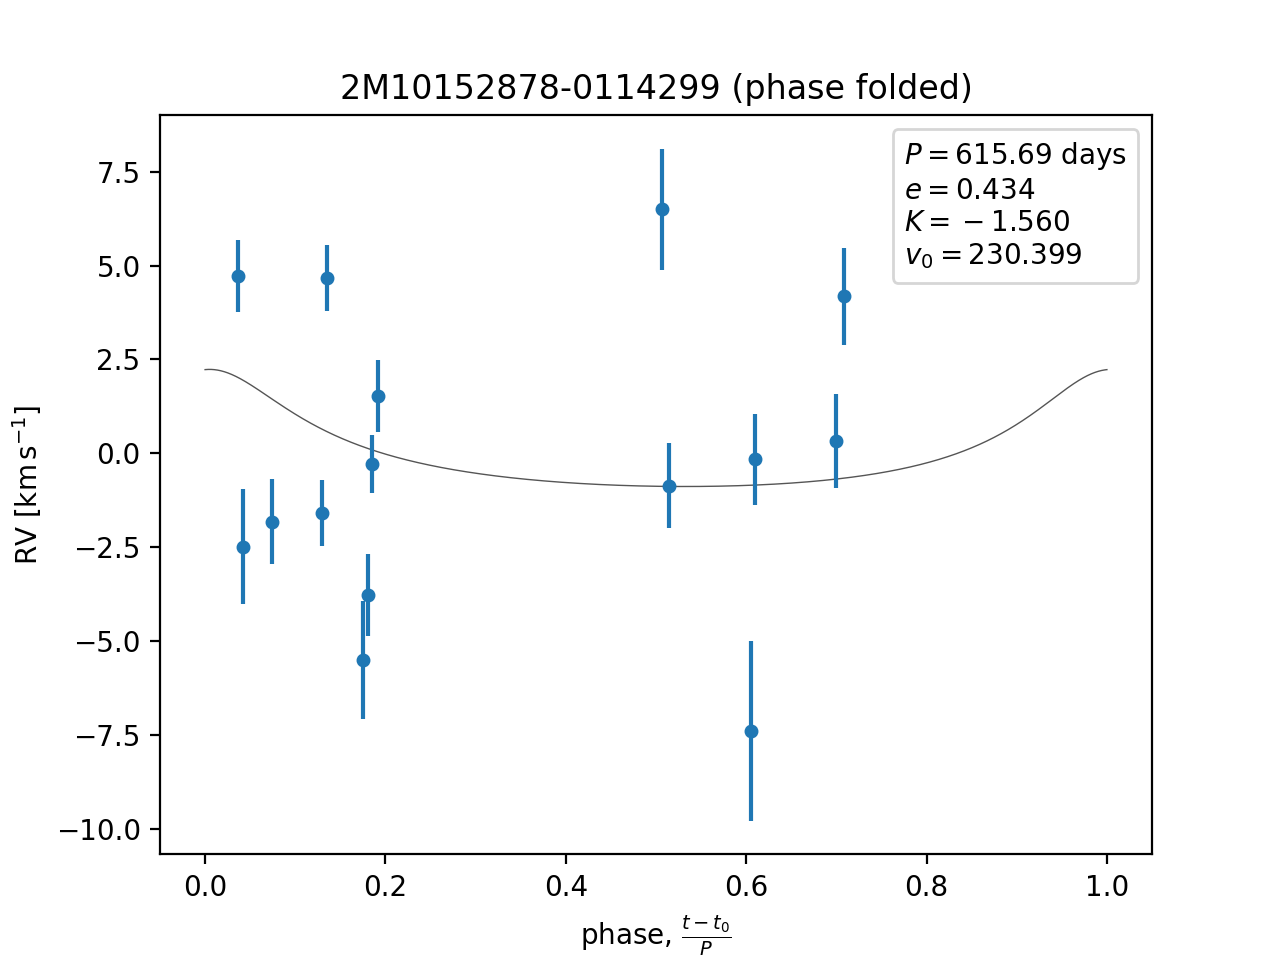 2M10152878-0114299 (phase folded)
P = 615.69 days
e = 0.434
K = −1.560
v₀ = 230.399
RV [km s⁻¹]
7.5
5.0
2.5
0.0
−2.5
−5.0
−7.5
−10.0
0.0 0.2 0.4 0.6 0.8 1.0
phase, (t − t₀)/P